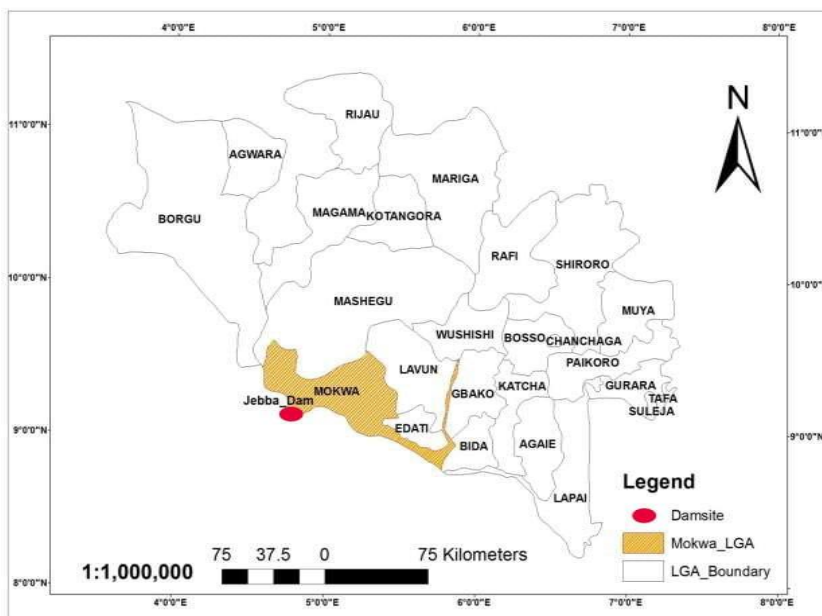 4°0'0"E 5°0'0"E 6°0'0"E 7°0'0"E 8°0'0"E
N
RIJAU
11°0'0"N 11°0'0"N
AGWARA
MARIGA
BORGU MAGAMA KOTANGORA
RAFI
SHIRORO
10°0'0"N 10°0'0"N
MASHEGU MUYA
WUSHISHI BOSSO CHANCHAGA
LAVUN PAIKORO
MOKWA GBAKO KATCHA GURARA
Jebba_Dam TAFA
SULEJA
9°0'0"N EDATI 9°0'0"N
BIDA AGAIE
LAPAI
Legend
Damsite
Mokwa_LGA
LGA_Boundary
75 37.5 0 75 Kilometers
1:1,000,000
8°0'0"N 8°0'0"N
4°0'0"E 5°0'0"E 6°0'0"E 7°0'0"E 8°0'0"E